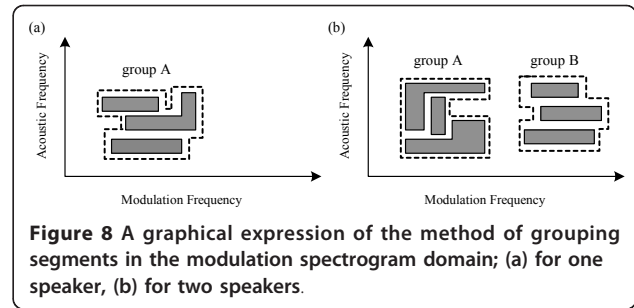 (a)
group A
Acoustic Frequency
Modulation Frequency
(b)
group A
group B
Acoustic Frequency
Modulation Frequency
Figure 8 A graphical expression of the method of grouping
segments in the modulation spectrogram domain; (a) for one
speaker, (b) for two speakers.